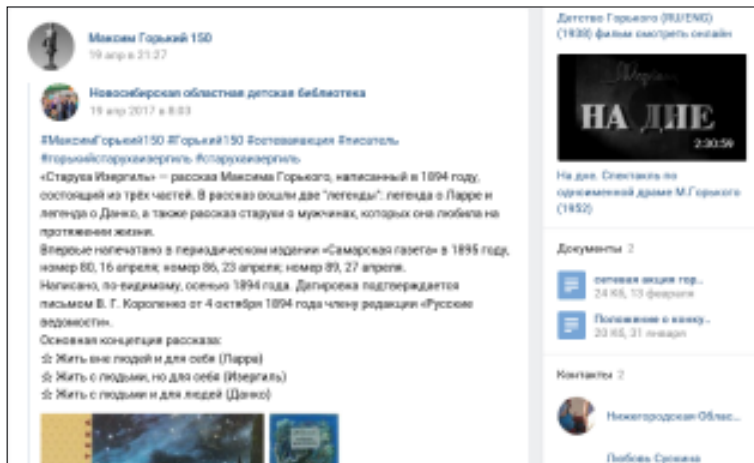 Максим Горький 150
19 апр в 21:27
Новосибирская областная детская библиотека
19 апр 2017 в 8:03
#МаксимГорький150 #Горький150 #сетеваяакция #писатель
#горькийстарухаизергиль #старухаизергиль
«Старуха Изергиль» — рассказ Максима Горького, написанный в 1894 году,
состоящий из трёх частей. В рассказ вошли две "легенды": легенда о Ларре и
легенда о Данко, а также рассказ старухи о мужчинах, которых она любила на
протяжении жизни.
Впервые напечатано в периодическом издании «Самарская газета» в 1895 году,
номер 80, 16 апреля; номер 86, 23 апреля; номер 89, 27 апреля.
Написано, по-видимому, осенью 1894 года. Датировка подтверждается
письмом В. Г. Короленко от 4 октября 1894 года члену редакции «Русские
ведомости».
Основная концепция рассказа:
☆ Жить вне людей и для себя (Ларра)
☆ Жить с людьми, но для себя (Изергиль)
☆ Жить с людьми и для людей (Данко)
Детство Горького (RU/ENG)
(1938) фильм смотреть онлайн
НА ДНЕ
2:30:59
На дне. Спектакль по
одноименной драме М.Горького
(1952)
Документы 2
сетевая акция гор...
24 Кб, 13 февраля
Положение о конку...
20 Кб, 31 января
Контакты 2
Нижегородская Облас...
Любовь Сускина